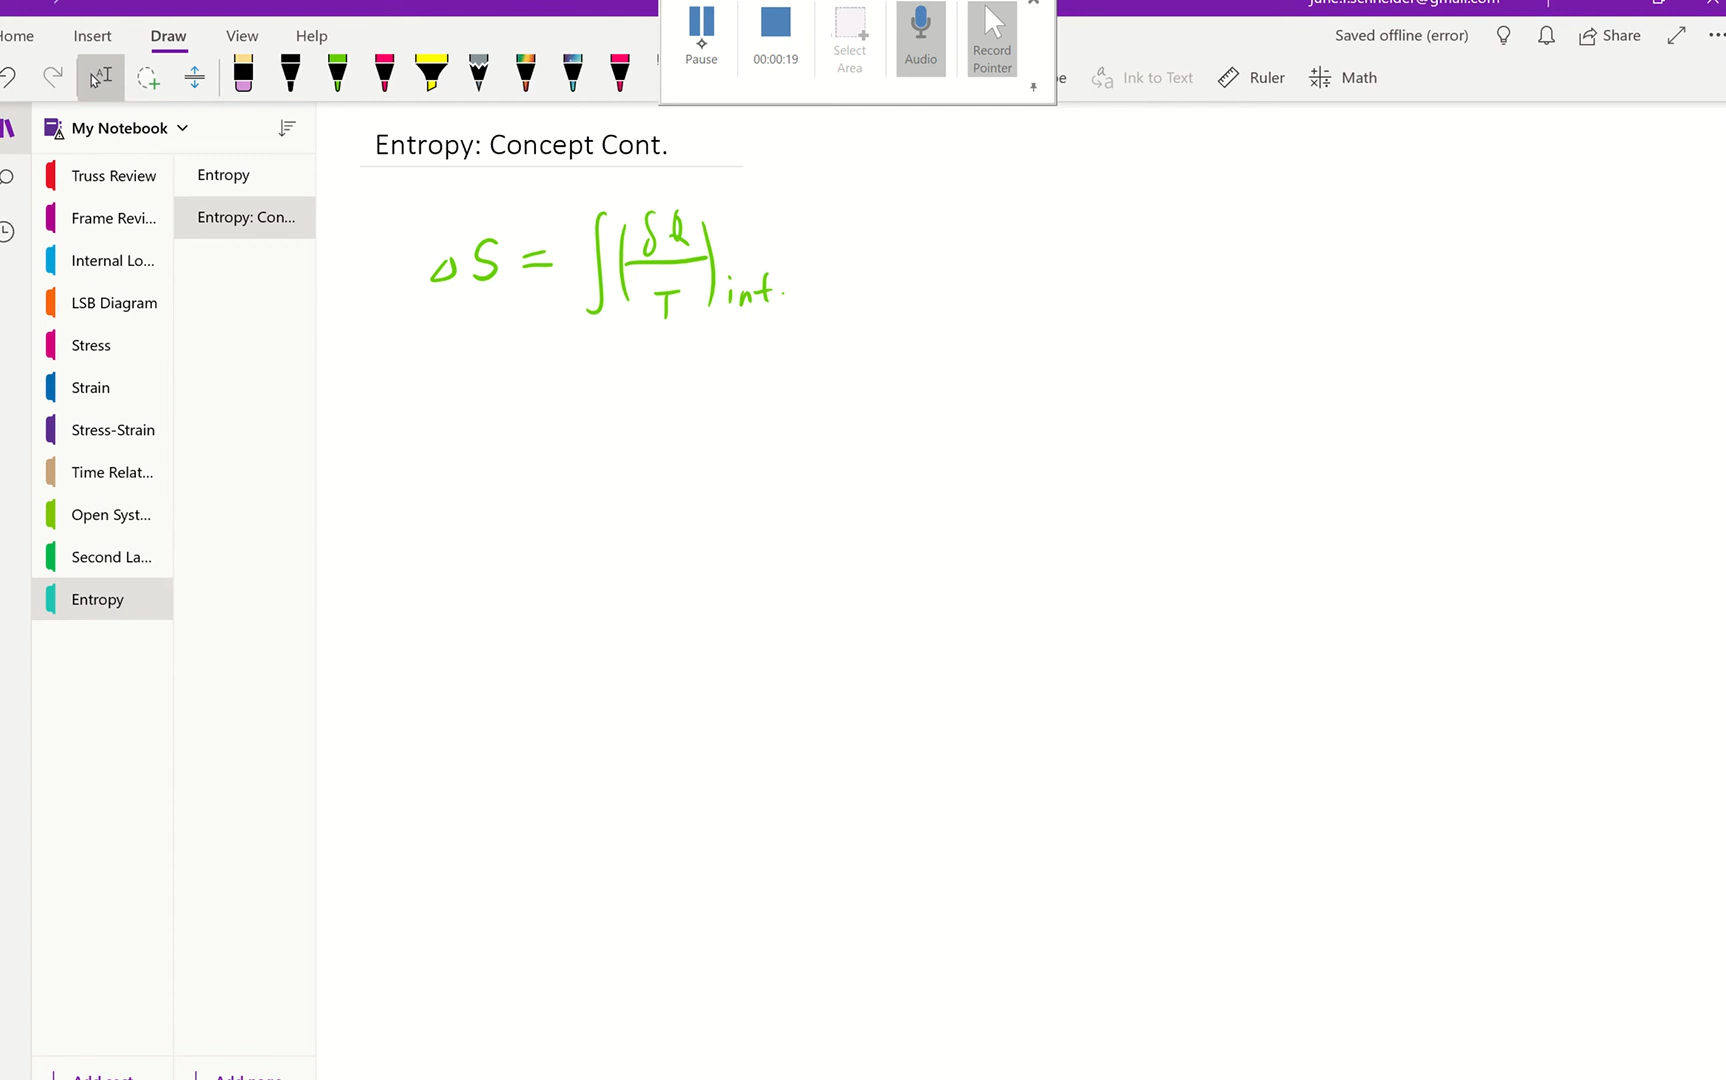 Home Insert Draw View Help
Pause
00:00:19
Select Area
Audio
Record Pointer
Saved offline (error)
Share
Ink to Text
Ruler
Math
My Notebook
Truss Review
Frame Revi...
Internal Lo...
LSB Diagram
Stress
Strain
Stress-Strain
Time Relat...
Open Syst...
Second La...
Entropy
Entropy
Entropy: Con...
Entropy: Concept Cont.
ΔS = ∫(δQ/T)int.